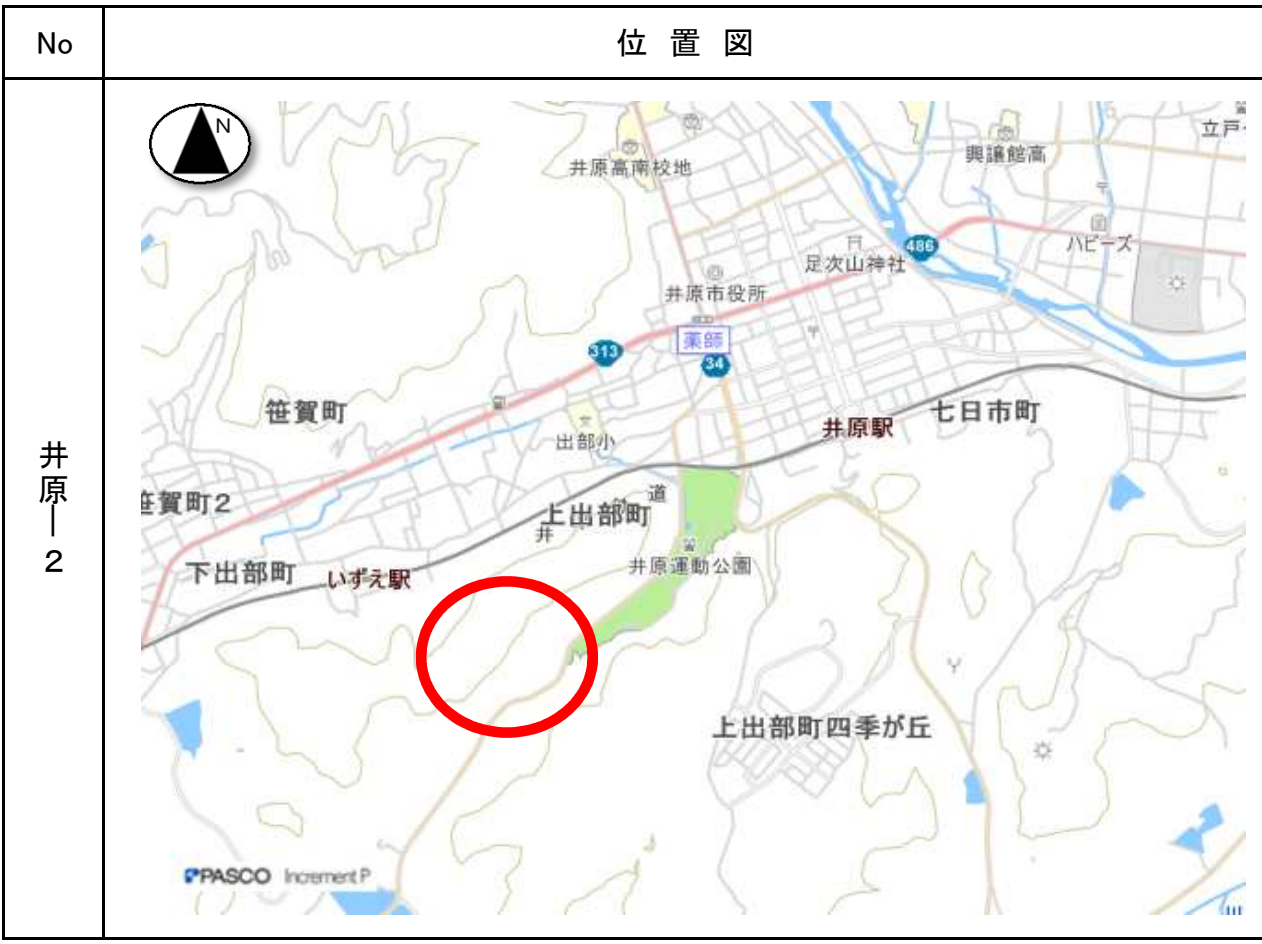 No
位置図
井原―2
N
立戸
井原高南校地
興譲館高
ハピーズ
486
足次山神社
井原市役所
薬師
313
34
笹賀町
出部小
井原駅
七日市町
笹賀町2
上出部町
井
鉄
道
下出部町
いずえ駅
井原運動公園
上出部町四季が丘
PASCO Increment P